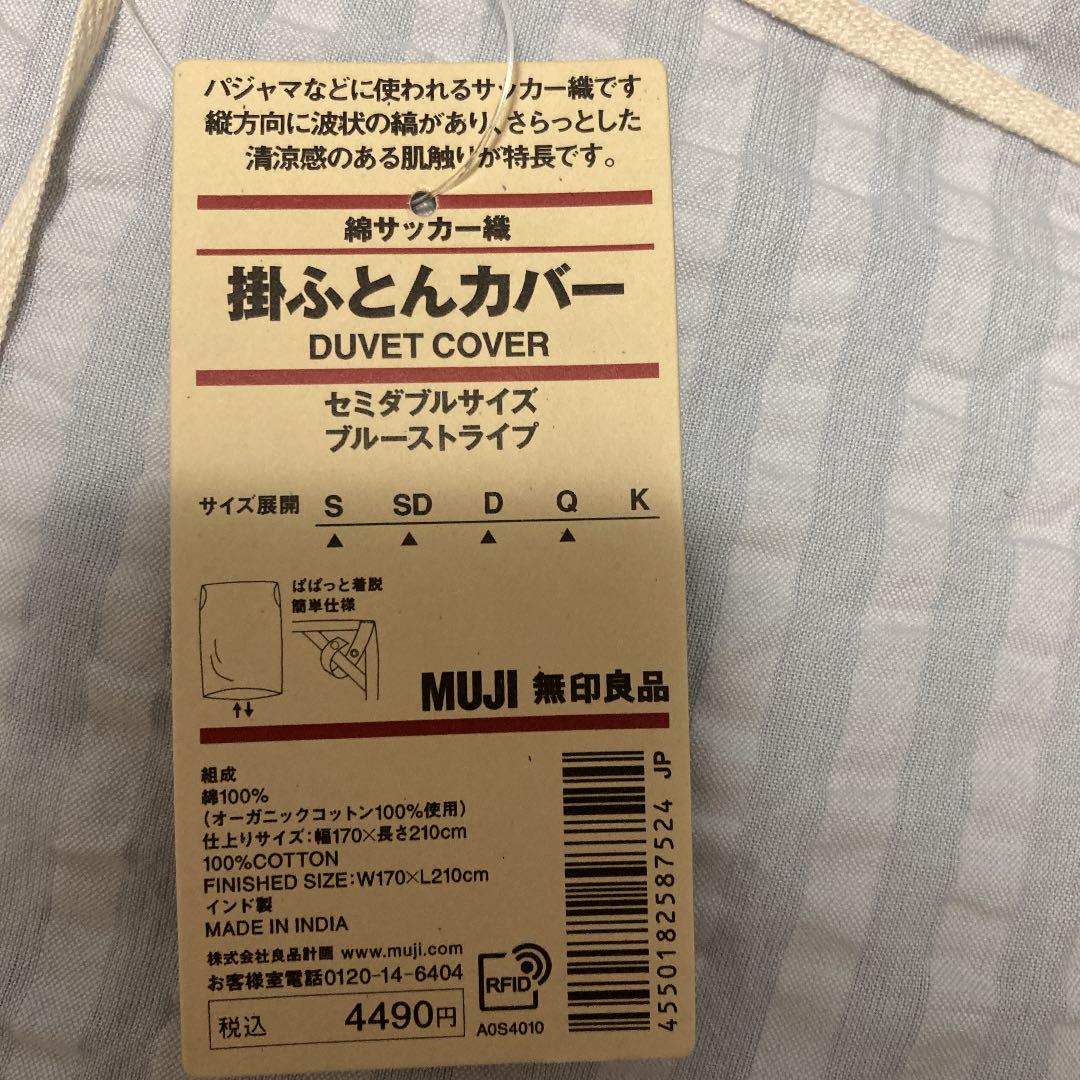 パジャマなどに使われるサッカー織です
縦方向に波状の縞があり、さらっとした
清涼感のある肌触りが特長です。
綿サッカー織
掛ふとんカバー
DUVET COVER
セミダブルサイズ
ブルーストライプ
サイズ展開 S SD D Q K
▲ ▲ ▲ ▲
ぱぱっと着脱
簡単仕様
MUJI 無印良品
組成
綿100%
(オーガニックコットン100%使用)
仕上りサイズ:幅170×長さ210cm
100%COTTON
FINISHED SIZE:W170×L210cm
インド製
MADE IN INDIA
株式会社良品計画 www.muji.com
お客様室電話0120-14-6404
税込 4490円
RFID
A0S4010
4550182587524 JP